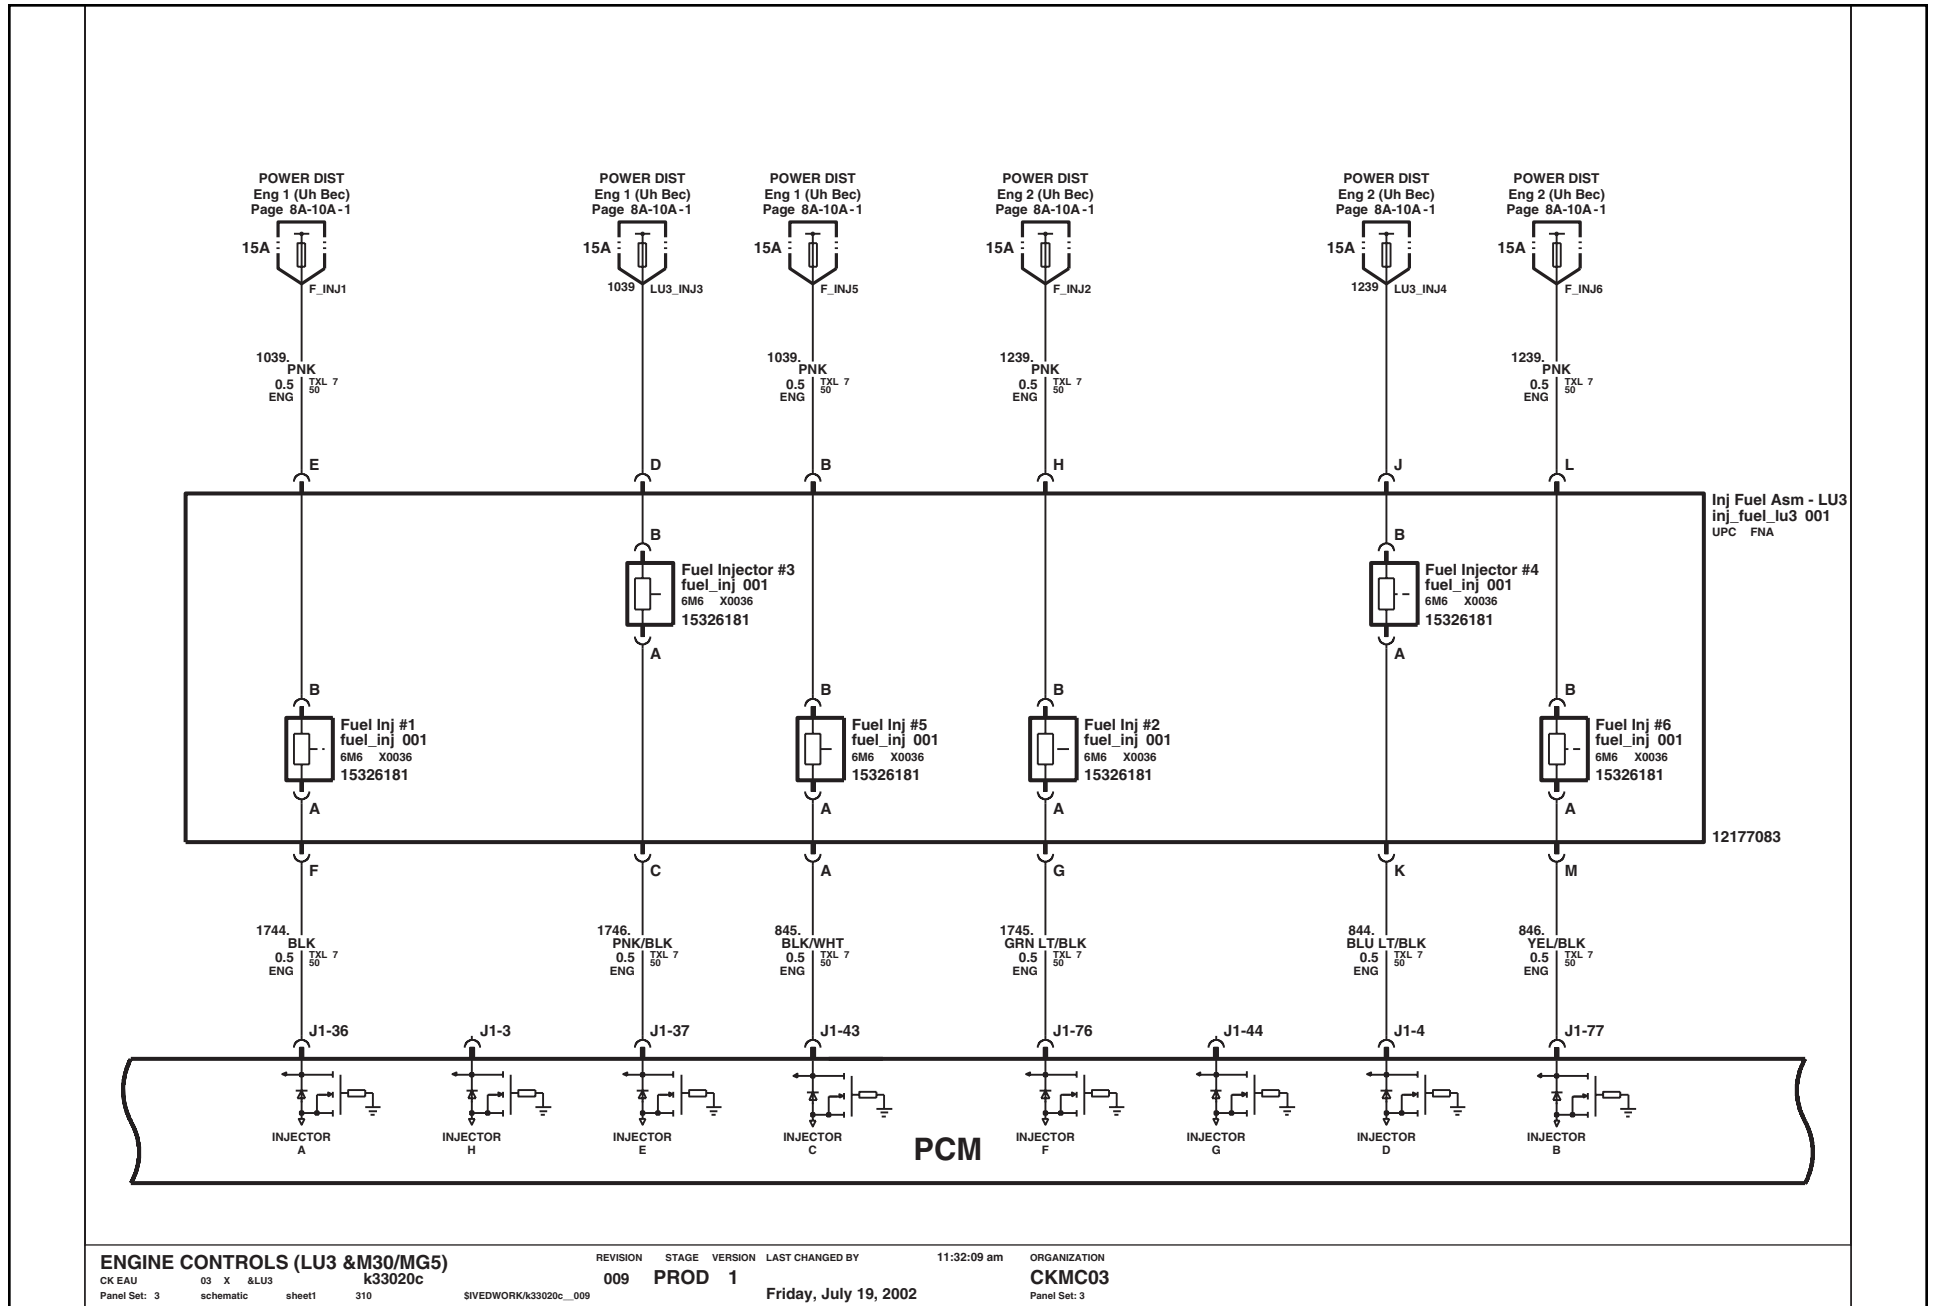 POWER DIST
Eng 1 (Uh Bec)
Page 8A-10A-1
15A
F_INJ1
POWER DIST
Eng 1 (Uh Bec)
Page 8A-10A-1
15A
1039 LU3_INJ3
POWER DIST
Eng 1 (Uh Bec)
Page 8A-10A-1
15A
F_INJ5
POWER DIST
Eng 2 (Uh Bec)
Page 8A-10A-1
15A
F_INJ2
POWER DIST
Eng 2 (Uh Bec)
Page 8A-10A-1
15A
1239 LU3_INJ4
POWER DIST
Eng 2 (Uh Bec)
Page 8A-10A-1
15A
F_INJ6
1039.
PNK
0.5 TXL 7
50
ENG
1039.
PNK
0.5 TXL 7
50
ENG
1239.
PNK
0.5 TXL 7
50
ENG
1239.
PNK
0.5 TXL 7
50
ENG
E D B H J L
Inj Fuel Asm - LU3
inj_fuel_lu3 001
UPC FNA
B
Fuel Injector #3
fuel_inj 001
6M6 X0036
15326181
A
B
Fuel Injector #4
fuel_inj 001
6M6 X0036
15326181
A
B
Fuel Inj #1
fuel_inj 001
6M6 X0036
15326181
A
B
Fuel Inj #5
fuel_inj 001
6M6 X0036
15326181
A
B
Fuel Inj #2
fuel_inj 001
6M6 X0036
15326181
A
B
Fuel Inj #6
fuel_inj 001
6M6 X0036
15326181
A
12177083
F C A G K M
1744.
BLK
0.5 TXL 7
50
ENG
1746.
PNK/BLK
0.5 TXL 7
50
ENG
845.
BLK/WHT
0.5 TXL 7
50
ENG
1745.
GRN LT/BLK
0.5 TXL 7
50
ENG
844.
BLU LT/BLK
0.5 TXL 7
50
ENG
846.
YEL/BLK
0.5 TXL 7
50
ENG
J1-36 J1-3 J1-37 J1-43 J1-76 J1-44 J1-4 J1-77
INJECTOR
A
INJECTOR
H
INJECTOR
E
INJECTOR
C
PCM
INJECTOR
F
INJECTOR
G
INJECTOR
D
INJECTOR
B
ENGINE CONTROLS (LU3 &M30/MG5)
CK EAU 03 X &LU3 k33020c
Panel Set: 3 schematic sheet1 310 $IVEDWORK/k33020c__009
REVISION STAGE VERSION LAST CHANGED BY 11:32:09 am ORGANIZATION
009 PROD 1 CKMC03
Friday, July 19, 2002 Panel Set: 3